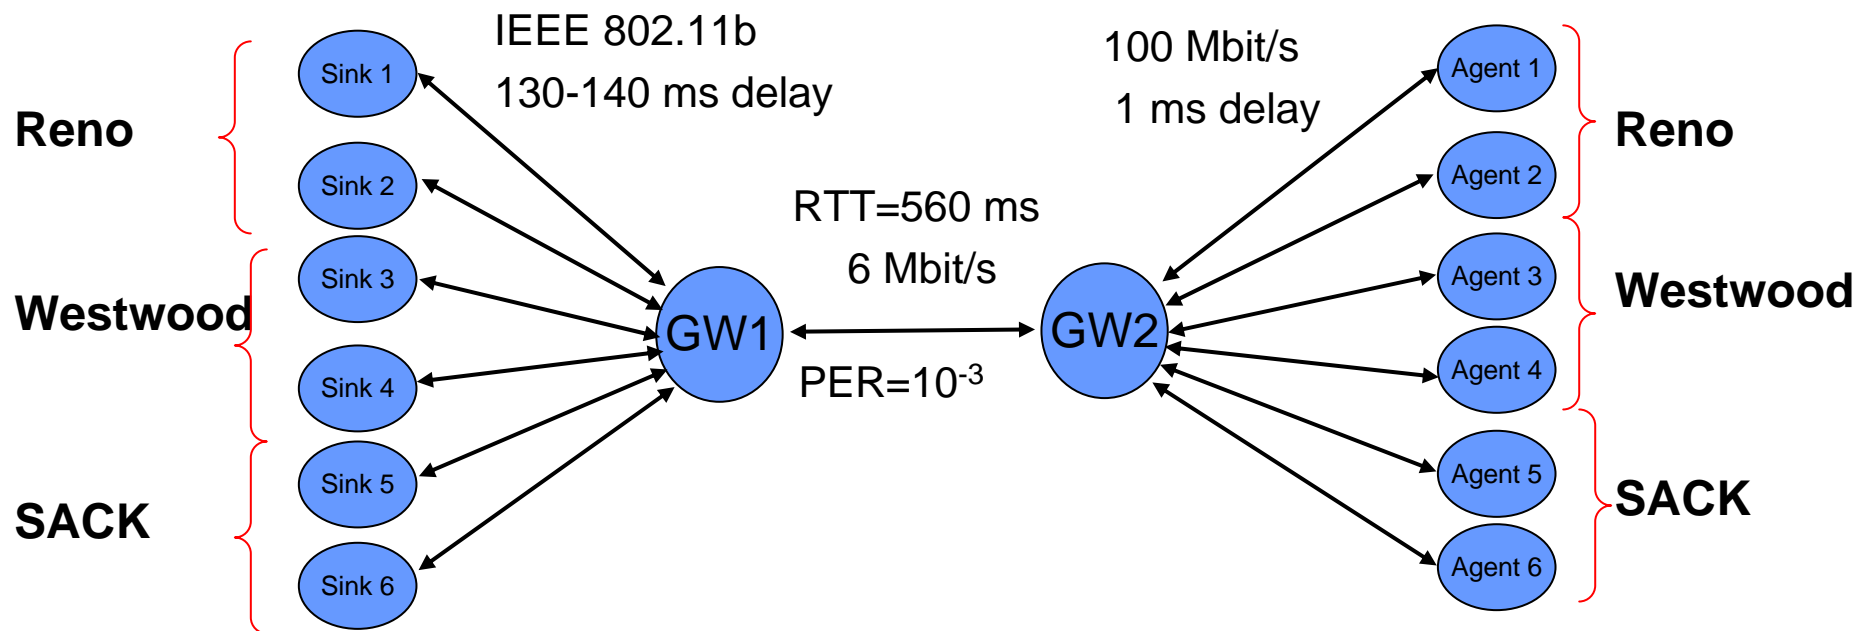 IEEE 802.11b
130-140 ms delay
100 Mbit/s
1 ms delay
Reno
Westwood
SACK
Sink 1
Sink 2
Sink 3
Sink 4
Sink 5
Sink 6
GW1
RTT=560 ms
6 Mbit/s
PER=10-3
GW2
Agent 1
Agent 2
Agent 3
Agent 4
Agent 5
Agent 6
Reno
Westwood
SACK